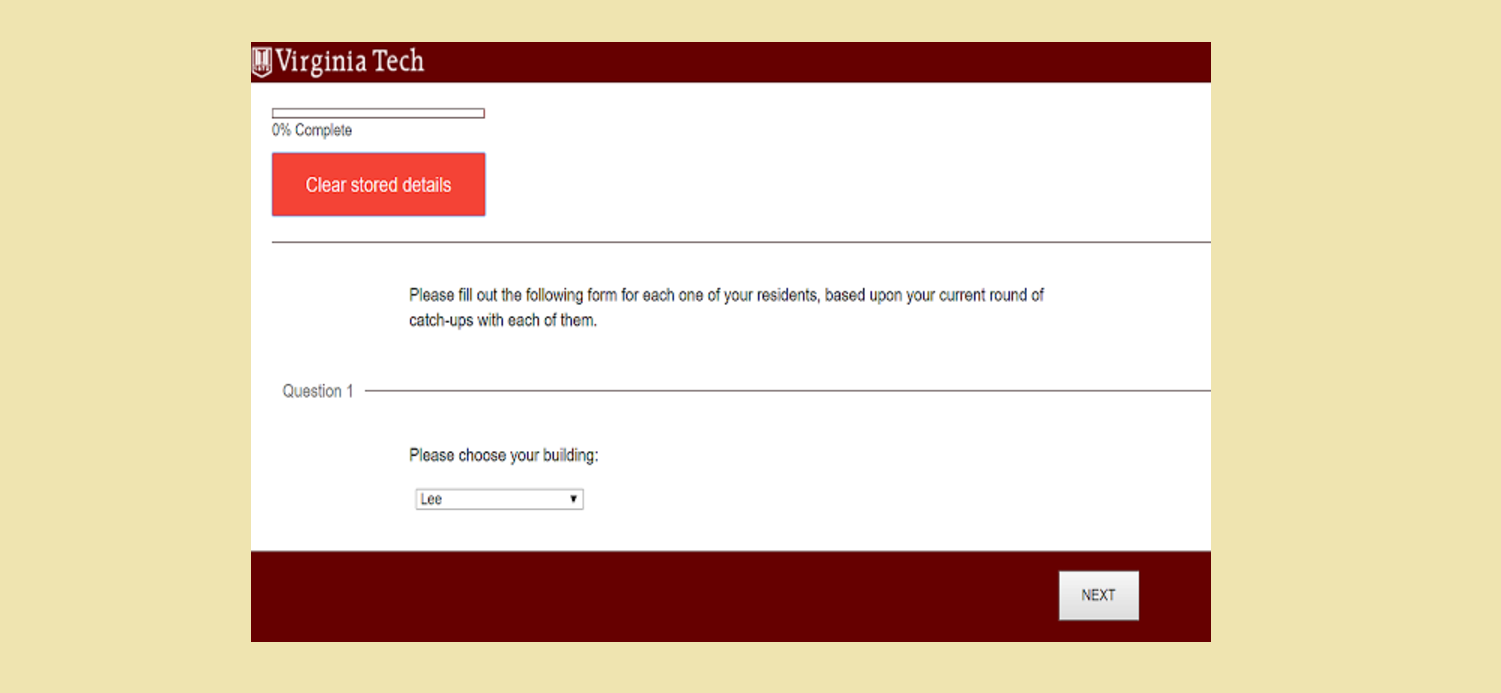 Virginia Tech
0% Complete
Clear stored details
Please fill out the following form for each one of your residents, based upon your current round of
catch-ups with each of them.
Question 1
Please choose your building:
Lee
NEXT